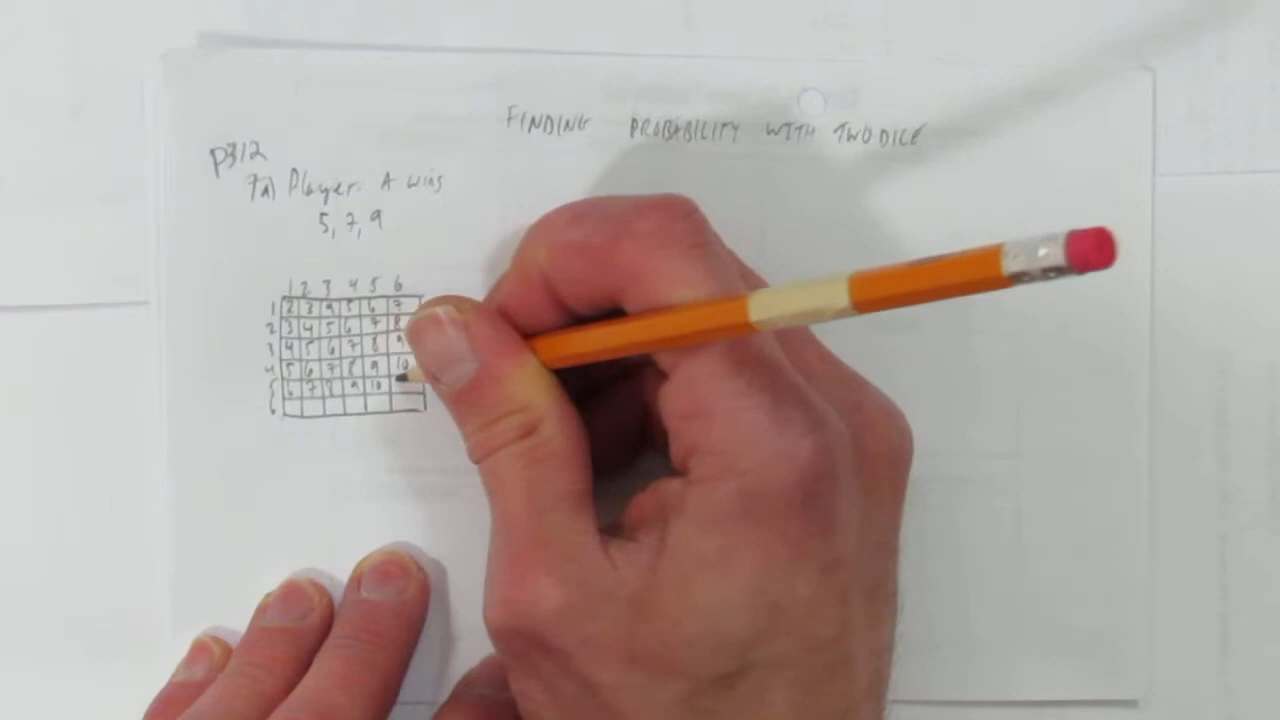 FINDING PROBABILITY WITH TWO DICE
p312
7a) Player A wins
5, 7, 9
1 2 3 4 5 6
1 2 3 4 5 6 7
2 3 4 5 6 7 8
3 4 5 6 7 8 9
4 5 6 7 8 9 10
5 6 7 8 9 10
6